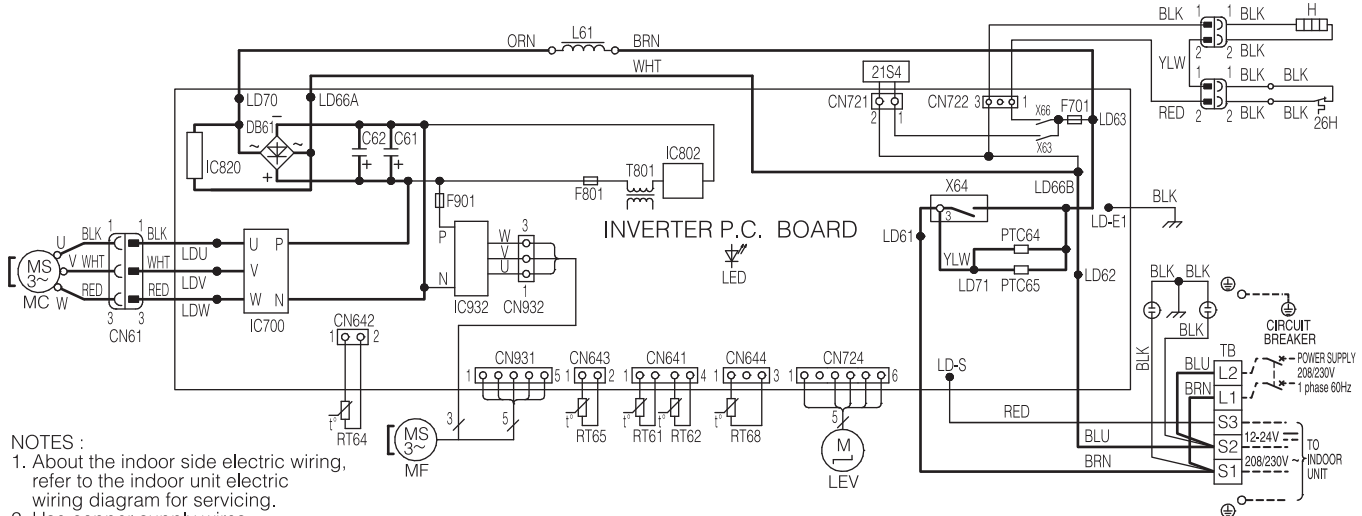 BLK 1 1 BLK H
ORN L61 BRN
BLK
2 2
YLW
WHT
21S4
1 1 BLK BLK
LD70 LD66A
CN721 CN722 3 1
F701
X66
LD63
RED 2 2 BLK BLK 26H
2 1
X63
DB61 −
~ ~
+
C62 C61
+ +
IC820
T801 IC802
F801
F901
X64
3
LD66B
BLK
LD-E1
INVERTER P.C. BOARD
LED
LD61
PTC64
YLW
LD71 PTC65
LD62
1 1
U BLK BLK LDU U P
MS 3~ V WHT WHT LDV V
MC W RED RED LDW W N
3 3
CN61
IC700
P
N
IC932
W 3
V
U
1
CN932
BLK BLK
BLK
BLK
CIRCUIT
BREAKER
TB
BLU L2
POWER SUPPLY
208/230V
1 phase 60Hz
BRN L1
CN642
1 2
t°
RT64
CN931
1 5
CN643
1 2
t°
RT65
CN641
1 4
t° t°
RT61 RT62
CN644
1 3
t°
RT68
CN724
1 6
LD-S
RED S3
12-24V
BLU S2
208/230V ~
BRN S1
TO
INDOOR
UNIT
3 5
MS
3~
MF
5
M
LEV
NOTES :
1. About the indoor side electric wiring,
refer to the indoor unit electric
wiring diagram for servicing.